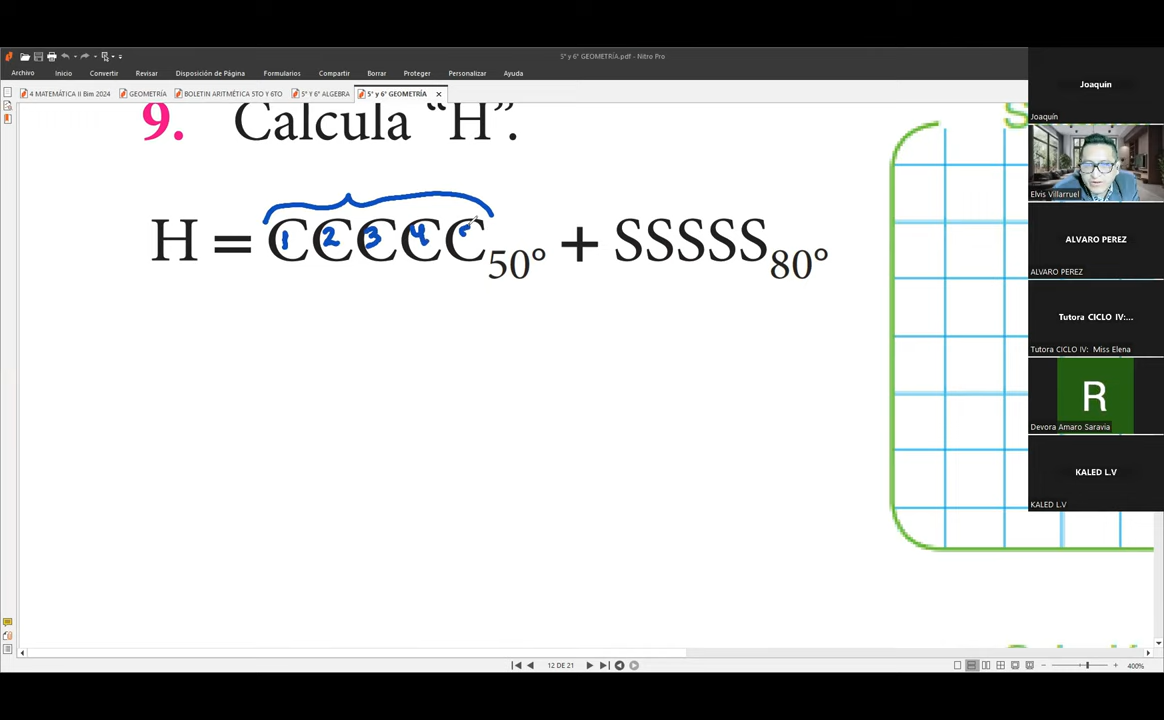 5° y 6° GEOMETRÍA.pdf - Nitro Pro
Archivo Inicio Convertir Revisar Disposición de Página Formularios Compartir Borrar Proteger Personalizar Ayuda
4 MATEMÁTICA II Bim 2024 GEOMETRÍA BOLETIN ARITMÉTICA 5TO Y 6TO 5° Y 6° ALGEBRA 5° y 6° GEOMETRÍA
9. Calcula “H”.
1 2 3 4
H = CCCCC50° + SSSSS80°
Joaquin
Joaquín
Elvis Villarruel
ALVARO PEREZ
ALVARO PEREZ
Tutora CICLO IV:...
Tutora CICLO IV: Miss Elena
R
Devora Amaro Saravia
KALED L.V
KALED L.V
12 DE 21
400%